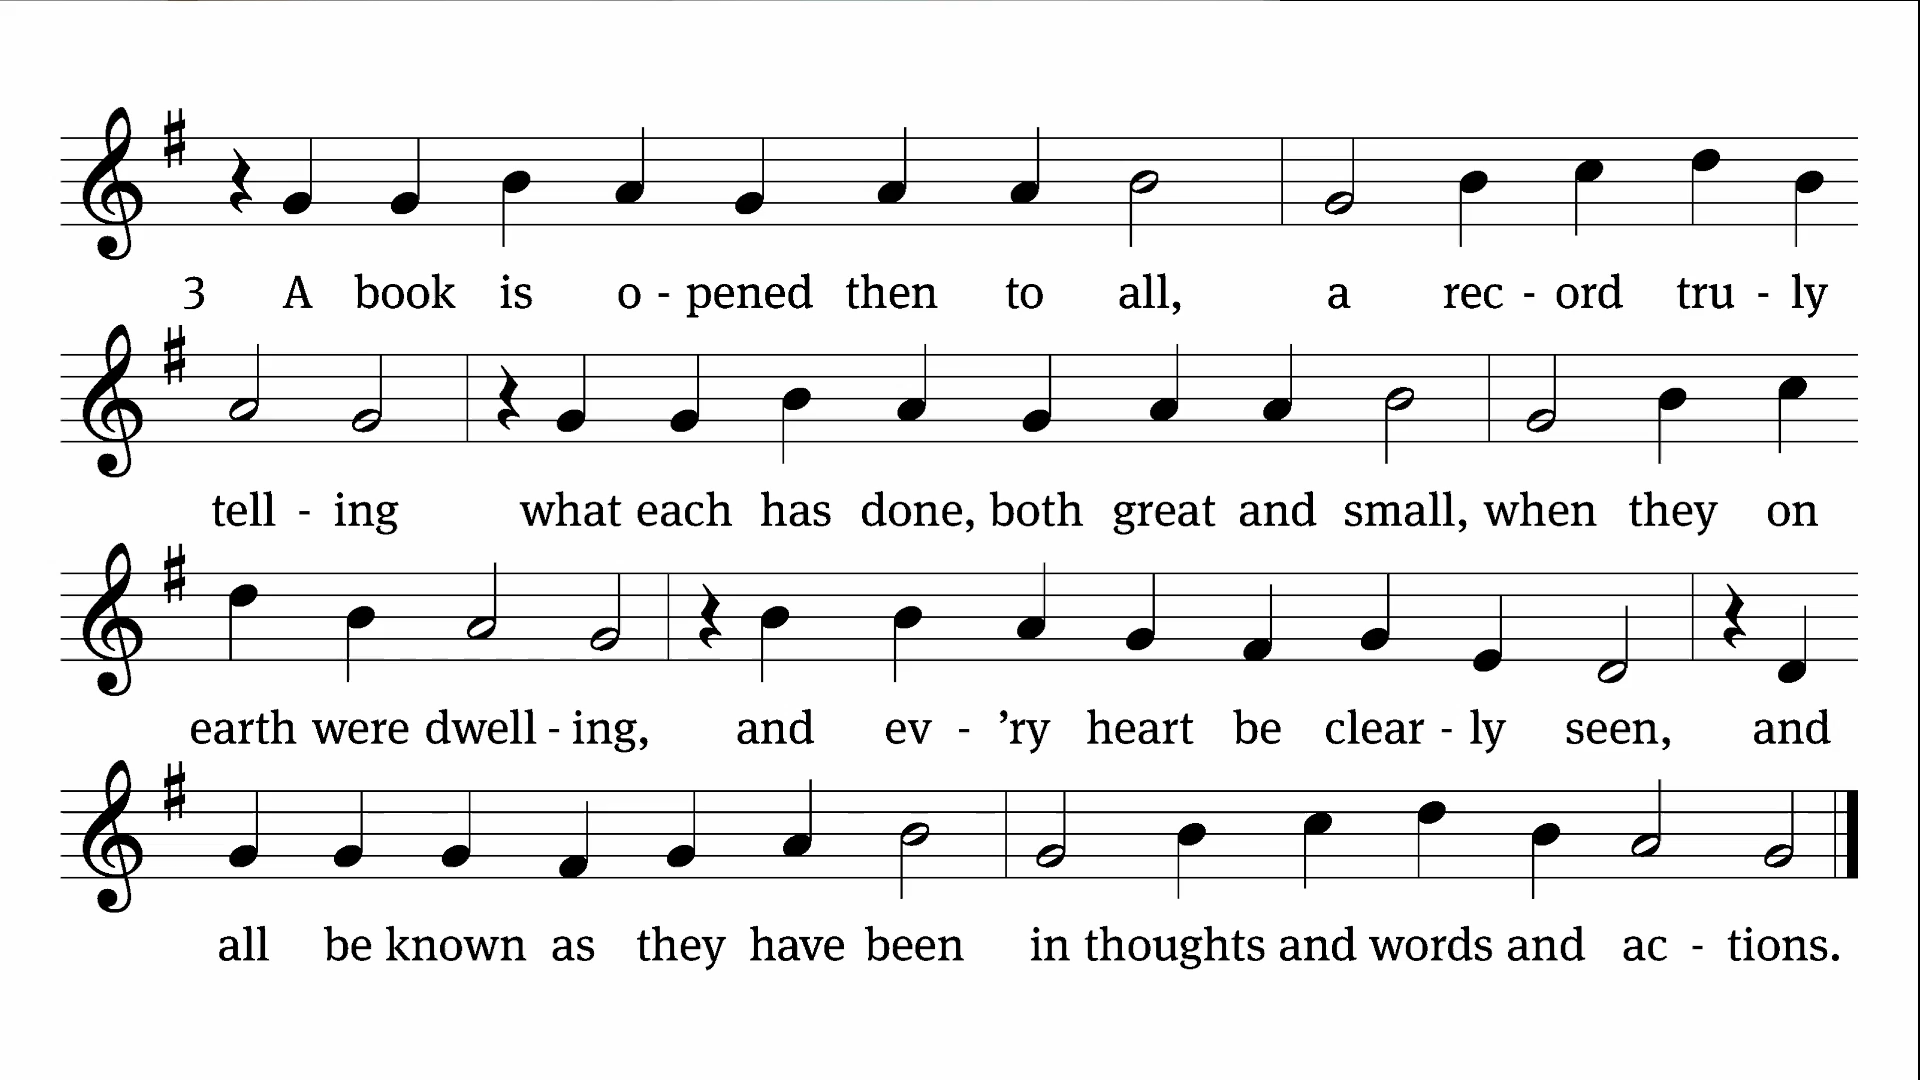 3 A book is o - pened then to all, a rec - ord tru - ly
tell - ing what each has done, both great and small, when they on
earth were dwell - ing, and ev - ’ry heart be clear - ly seen, and
all be known as they have been in thoughts and words and ac - tions.